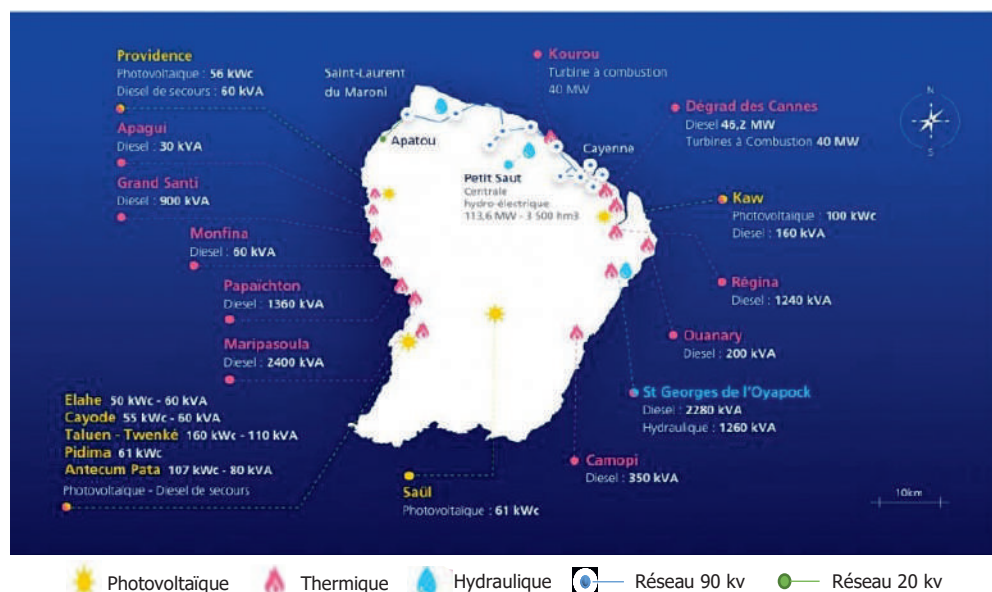 Providence
Photovoltaïque : 56 kWc
Diesel de secours : 60 kVA
Apagui
Diesel : 30 kVA
Grand Santi
Diesel : 900 kVA
Monfina
Diesel : 60 kVA
Papaïchton
Diesel : 1360 kVA
Maripasoula
Diesel : 2400 kVA
Elahe 50 kWc - 60 kVA
Cayode 55 kWc - 60 kVA
Taluen - Twenké 160 kWc - 110 kVA
Pidima 61 kWc
Antecum Pata 107 kWc - 80 kVA
Photovoltaïque - Diesel de secours
Saint-Laurent
du Maroni
Apatou
Petit Saut
Centrale
hydro-électrique
113,6 MW - 3 500 hm3
Cayenne
Saül
Photovoltaïque : 61 kWc
Kourou
Turbine à combustion
40 MW
Dégrad des Cannes
Diesel 46,2 MW
Turbines à Combustion 40 MW
N
S
Kaw
Photovoltaïque : 100 kWc
Diesel : 160 kVA
Régina
Diesel : 1240 kVA
Ouanary
Diesel : 200 kVA
St Georges de l'Oyapock
Diesel : 2280 kVA
Hydraulique : 1260 kVA
Camopi
Diesel : 350 kVA
10km
Photovoltaïque Thermique Hydraulique Réseau 90 kv Réseau 20 kv